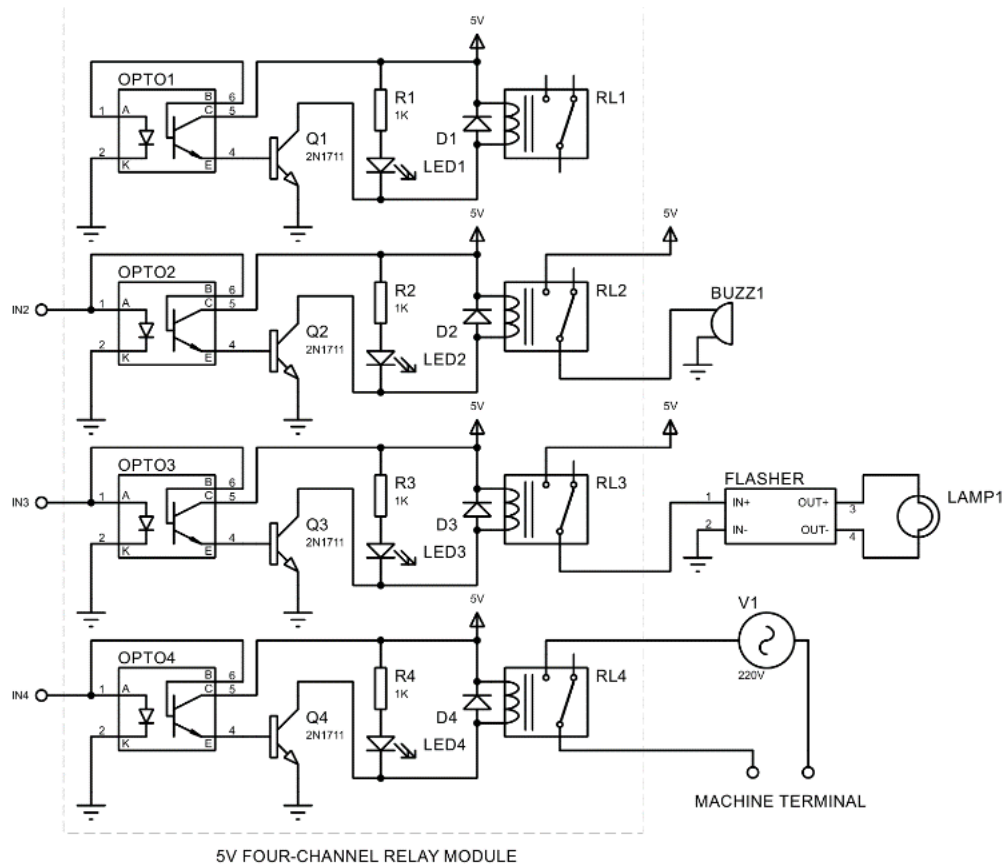 5V
OPTO1
B 6
1 A C 5
R1
1K
D1
RL1
Q1
2N1711
LED1
2 K E 4
5V
5V
OPTO2
B 6
IN2 1 A C 5
R2
1K
D2
RL2
BUZZ1
Q2
2N1711
LED2
2 K E 4
5V
5V
OPTO3
B 6
IN3 1 A C 5
R3
1K
D3
RL3
FLASHER
1 IN+ OUT+ 3
2 IN- OUT- 4
LAMP1
Q3
2N1711
LED3
2 K E 4
5V
V1
220V
OPTO4
B 6
IN4 1 A C 5
R4
1K
D4
RL4
Q4
2N1711
LED4
2 K E 4
MACHINE TERMINAL
5V FOUR-CHANNEL RELAY MODULE